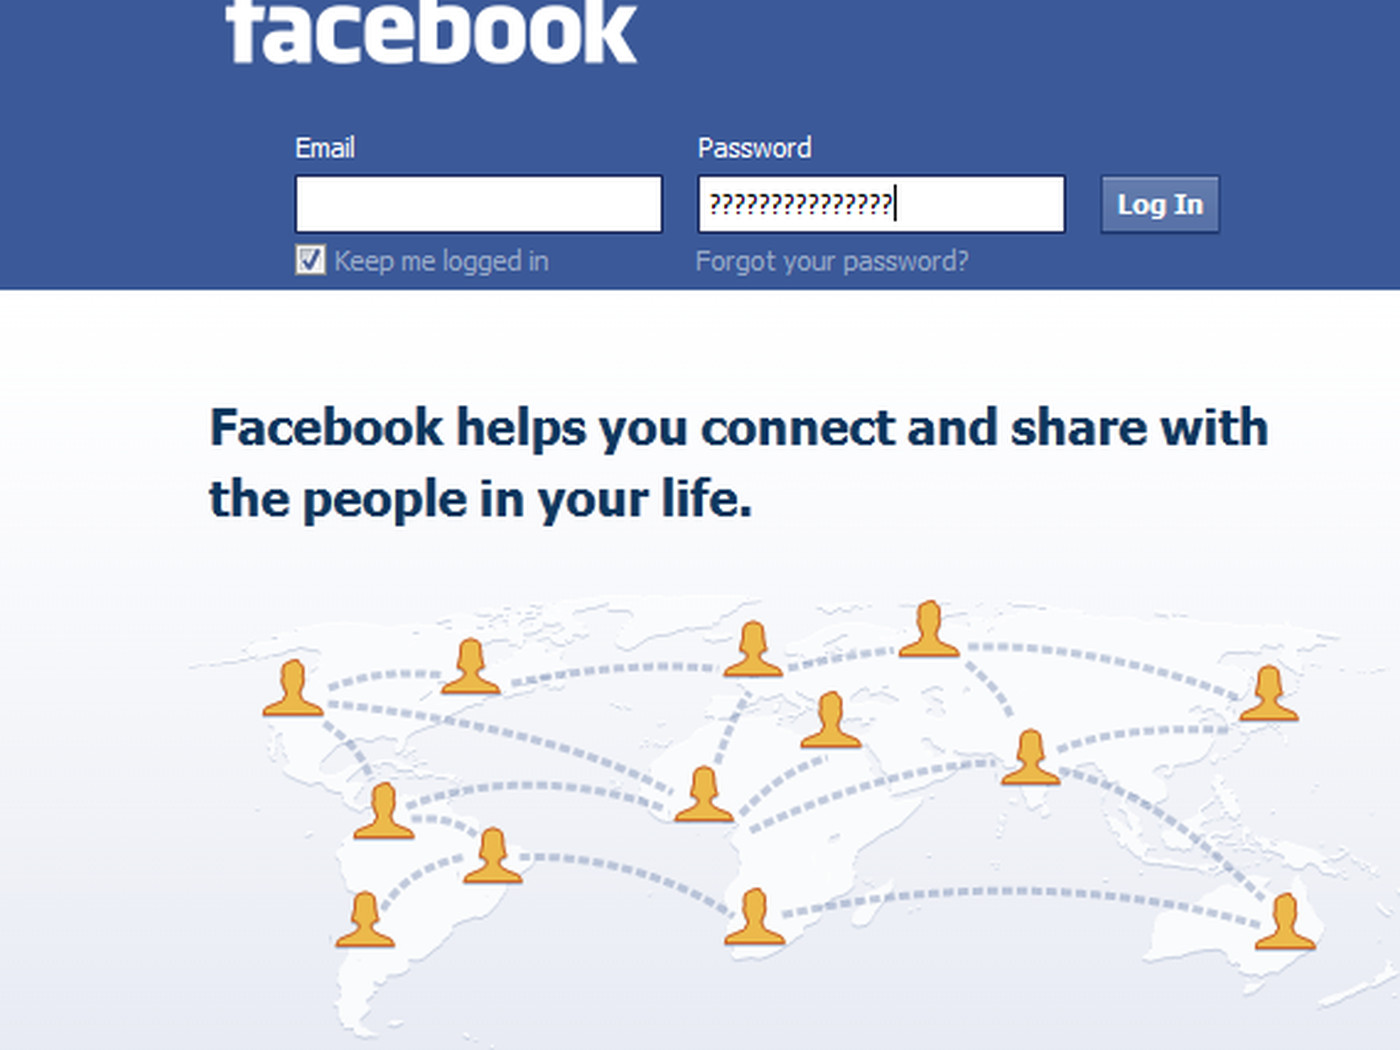 facebook
Email
Password
???????????????
Log In
Keep me logged in
Forgot your password?
Facebook helps you connect and share with
the people in your life.